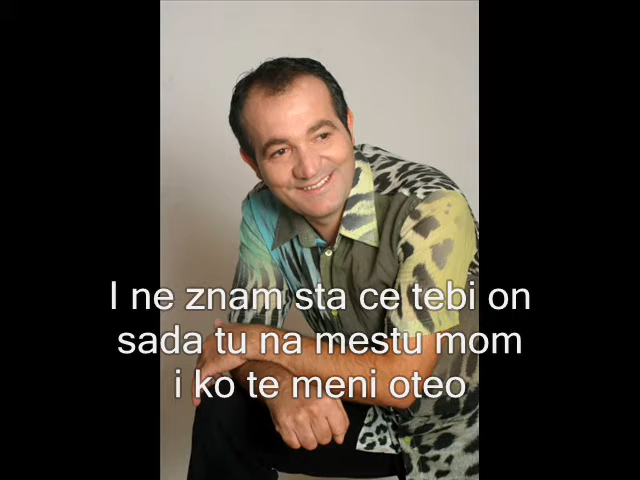 I ne znam sta ce tebi on
sada tu na mestu mom
i ko te meni oteo